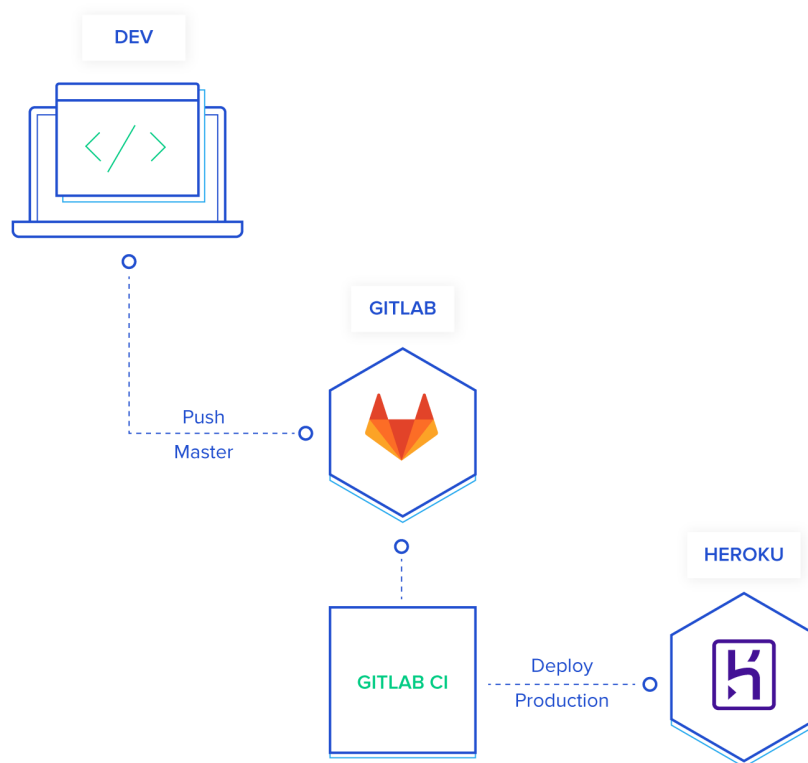 DEV
</>
GITLAB
Push
Master
HEROKU
GITLAB CI
Deploy
Production